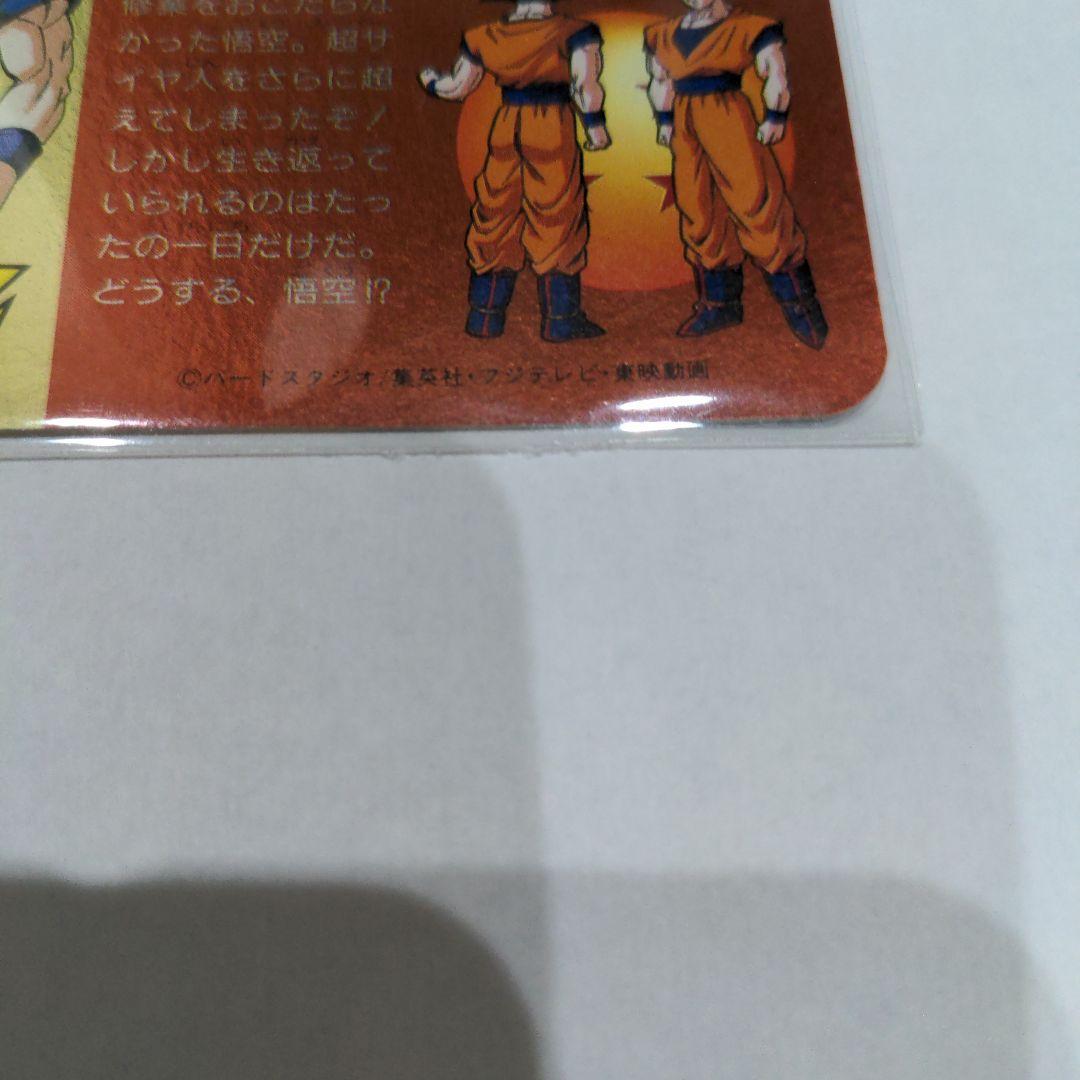 修業をおこたらな
かった悟空。超サ
イヤ人をさらに超
えてしまったぞ！
しかし生き返って
いられるのはたっ
たの一日だけだ。
どうする、悟空!?
©バードスタジオ/集英社・フジテレビ・東映動画